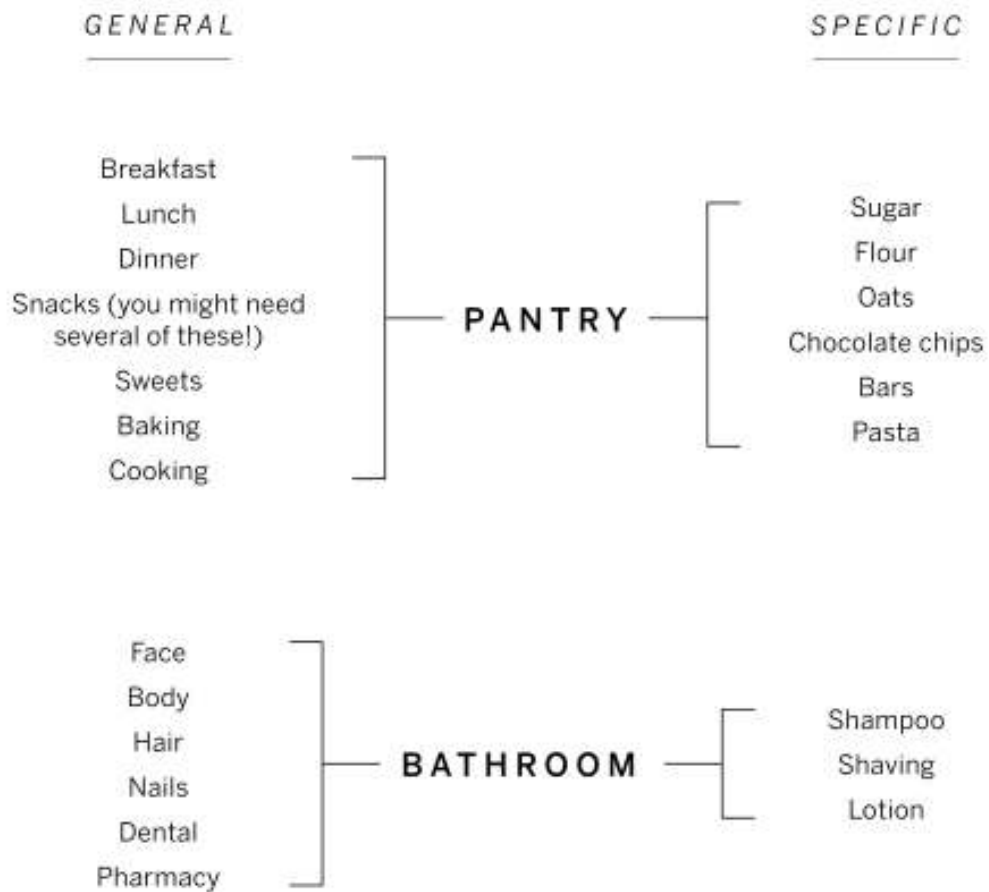 GENERAL
SPECIFIC
Breakfast
Lunch
Dinner
Snacks (you might need
several of these!)
Sweets
Baking
Cooking
PANTRY
Sugar
Flour
Oats
Chocolate chips
Bars
Pasta
Face
Body
Hair
Nails
Dental
Pharmacy
BATHROOM
Shampoo
Shaving
Lotion